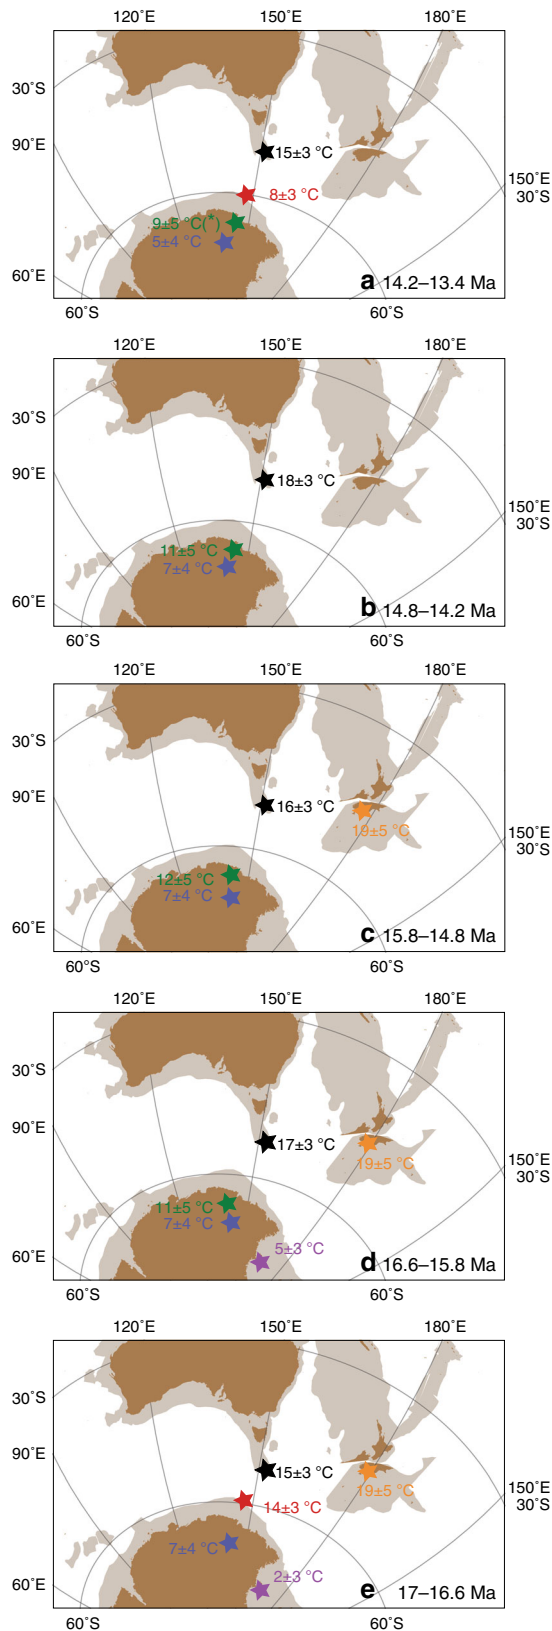 120˚E 150˚E 180˚E
30˚S
90˚E
15±3 °C
150˚E
30˚S
8±3 °C
9±5 °C(*)
5±4 °C
60˚E
a 14.2–13.4 Ma
60˚S 60˚S
120˚E 150˚E 180˚E
30˚S
90˚E
18±3 °C
150˚E
30˚S
11±5 °C
7±4 °C
60˚E
b 14.8–14.2 Ma
60˚S 60˚S
120˚E 150˚E 180˚E
30˚S
90˚E
16±3 °C
19±5 °C
150˚E
30˚S
12±5 °C
7±4 °C
60˚E
c 15.8–14.8 Ma
60°S 60˚S
120˚E 150˚E 180˚E
30˚S
90˚E
17±3 °C
19±5 °C
150˚E
30˚S
11±5 °C
7±4 °C
5±3 °C
60˚E
d 16.6–15.8 Ma
60˚S 60˚S
120˚E 150˚E 180˚E
30˚S
90˚E
15±3 °C
19±5 °C
150˚E
30˚S
14±3 °C
7±4 °C
2±3 °C
60˚E
e 17–16.6 Ma
60˚S 60˚S